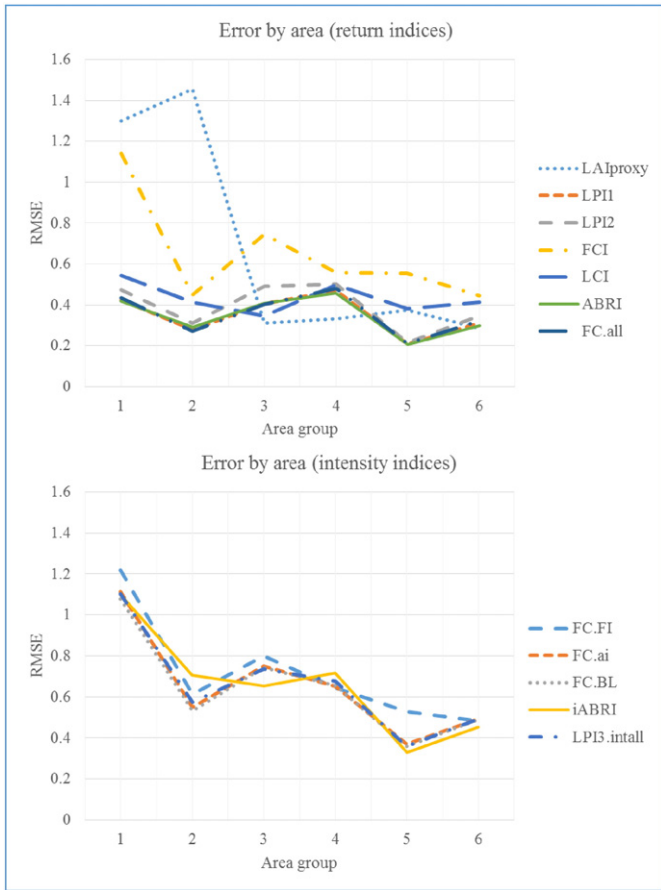 Error by area (return indices)
1.6
1.4
1.2
1
0.8
0.6
0.4
0.2
0
RMSE
1 2 3 4 5 6
Area group
LAIproxy
LPI1
LPI2
FCI
LCI
ABRI
FC.all
Error by area (intensity indices)
1.6
1.4
1.2
1
0.8
0.6
0.4
0.2
0
RMSE
1 2 3 4 5 6
Area group
FC.FI
FC.ai
FC.BL
iABRI
LPI3.intall